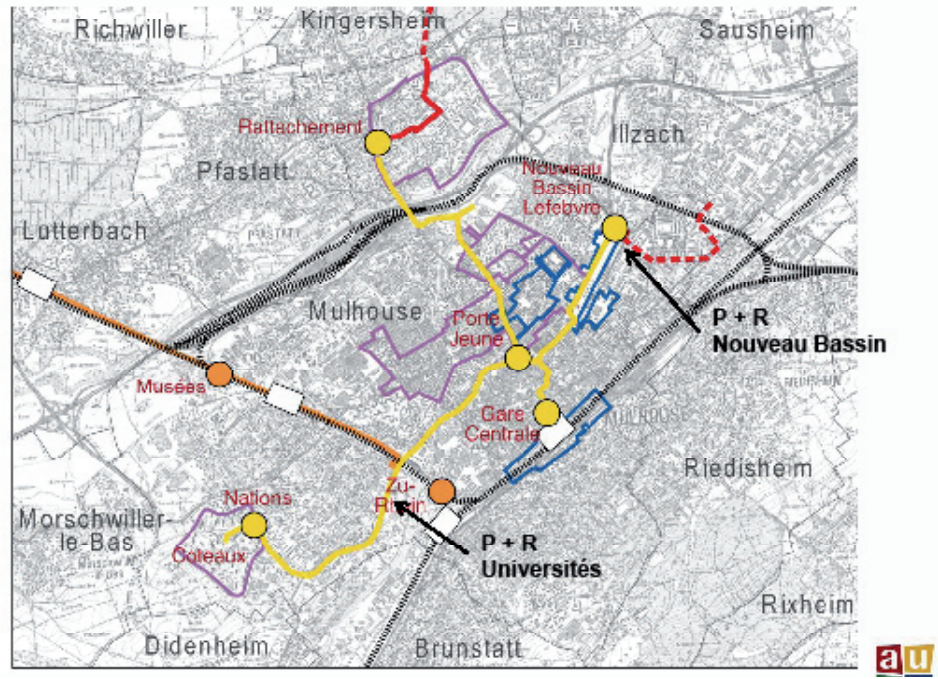 Richwiller
Kingersheim
Sausheim
Rattachement
Illzach
Pfastatt
Nouveau
Bassin
Lefebvre
Lutterbach
Mulhouse
P + R
Nouveau Bassin
Porte
Jeune
Musées
Gare
Centrale
Riedisheim
Nations
Zu-
Rhein
Morschwiller-
le-Bas
Coteaux
P + R
Universités
Rixheim
Didenheim
Brunstatt
au